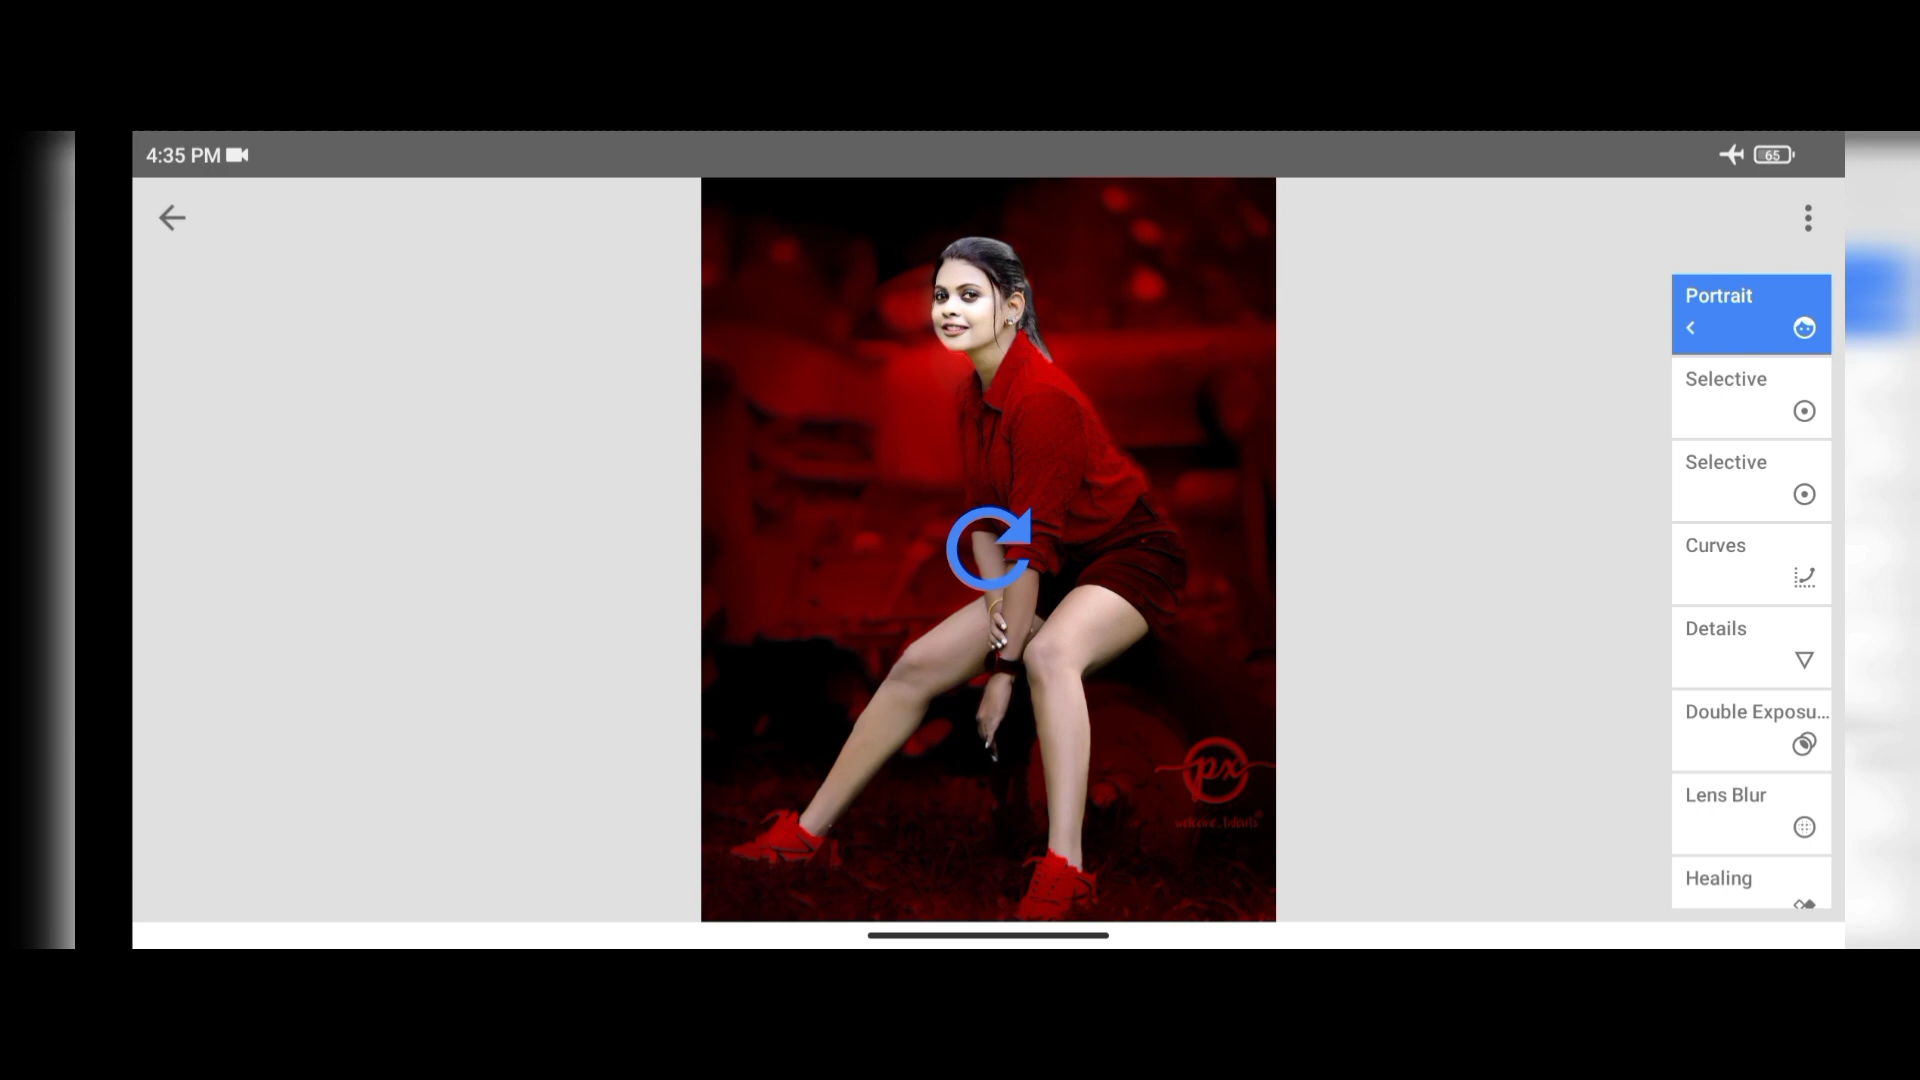 4:35 PM
65
Portrait
Selective
Selective
Curves
Details
Double Exposu...
Lens Blur
Healing
px